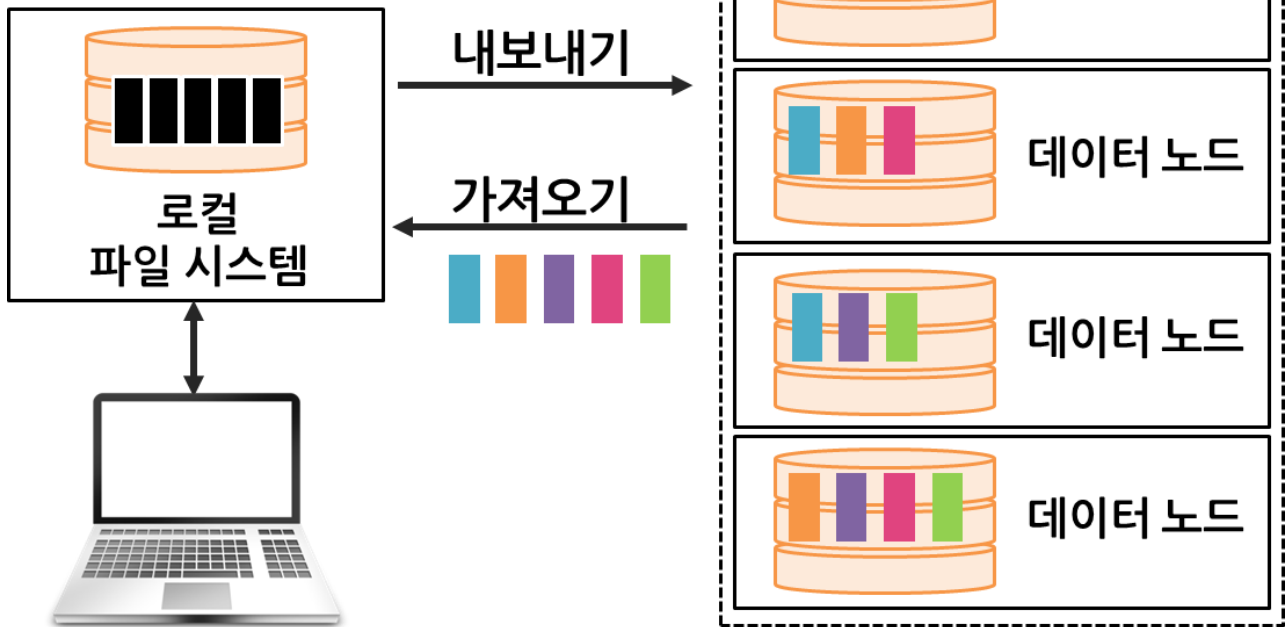 내보내기
가져오기
로컬
파일 시스템
데이터 노드
데이터 노드
데이터 노드